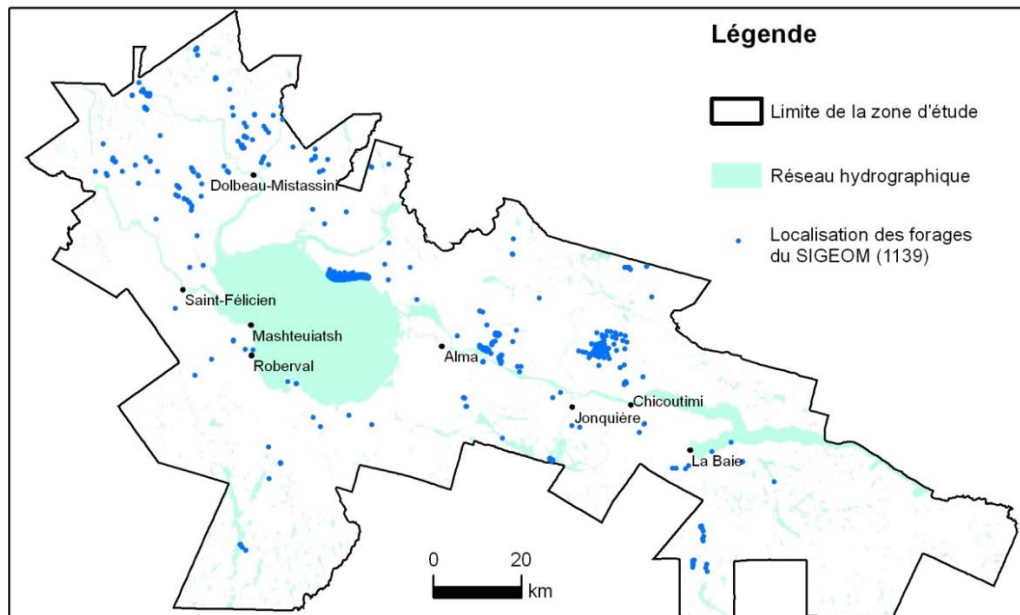 Légende
Limite de la zone d'étude
Réseau hydrographique
Localisation des forages
du SIGEOM (1139)
Dolbeau-Mistassini
Saint-Félicien
Mashteuiatsh
Roberval
Alma
Chicoutimi
Jonquière
La Baie
0 20
km